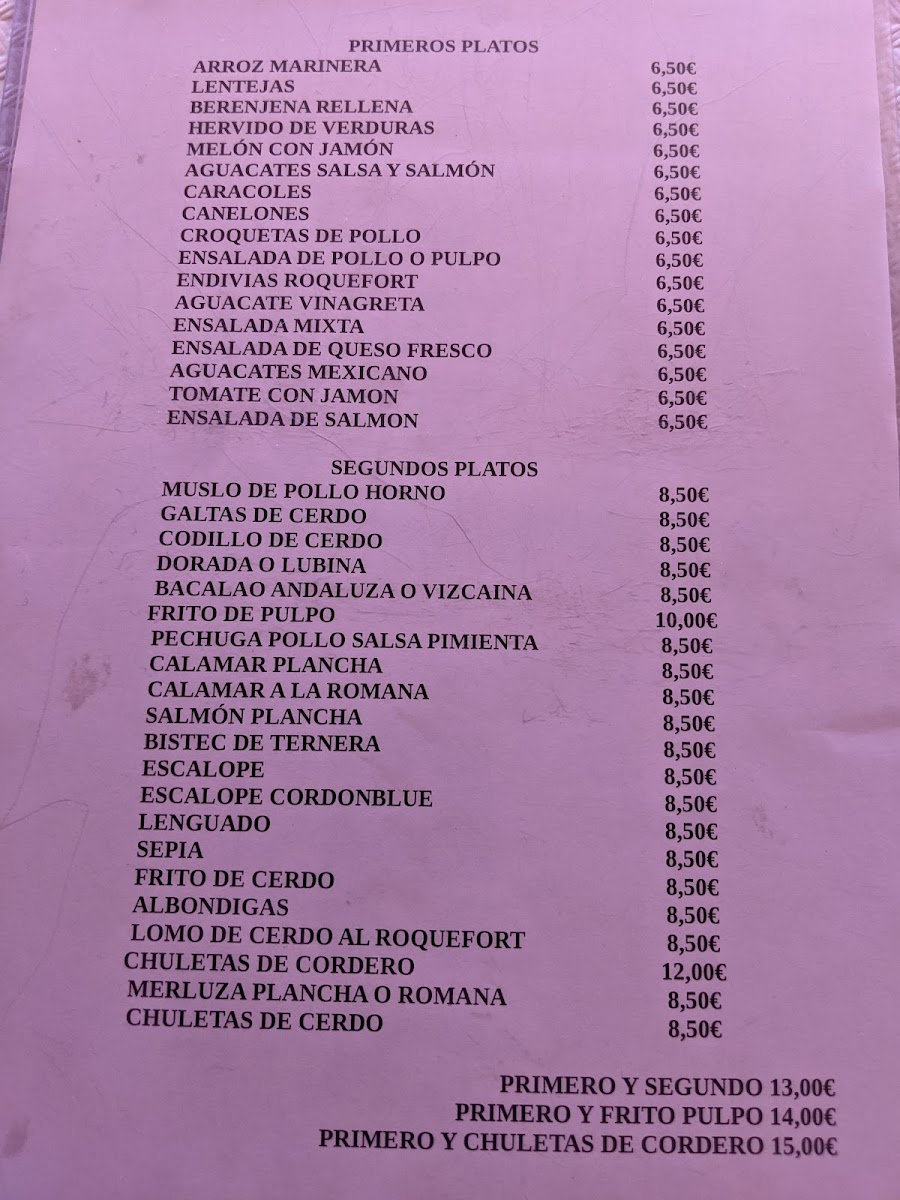 PRIMEROS PLATOS
ARROZ MARINERA 6,50€
LENTEJAS 6,50€
BERENJENA RELLENA 6,50€
HERVIDO DE VERDURAS 6,50€
MELÓN CON JAMÓN 6,50€
AGUACATES SALSA Y SALMÓN 6,50€
CARACOLES 6,50€
CANELONES 6,50€
CROQUETAS DE POLLO 6,50€
ENSALADA DE POLLO O PULPO 6,50€
ENDIVIAS ROQUEFORT 6,50€
AGUACATE VINAGRETA 6,50€
ENSALADA MIXTA 6,50€
ENSALADA DE QUESO FRESCO 6,50€
AGUACATES MEXICANO 6,50€
TOMATE CON JAMON 6,50€
ENSALADA DE SALMON 6,50€
SEGUNDOS PLATOS
MUSLO DE POLLO HORNO 8,50€
GALTAS DE CERDO 8,50€
CODILLO DE CERDO 8,50€
DORADA O LUBINA 8,50€
BACALAO ANDALUZA O VIZCAINA 8,50€
FRITO DE PULPO 10,00€
PECHUGA POLLO SALSA PIMIENTA 8,50€
CALAMAR PLANCHA 8,50€
CALAMAR A LA ROMANA 8,50€
SALMÓN PLANCHA 8,50€
BISTEC DE TERNERA 8,50€
ESCALOPE 8,50€
ESCALOPE CORDONBLUE 8,50€
LENGUADO 8,50€
SEPIA 8,50€
FRITO DE CERDO 8,50€
ALBONDIGAS 8,50€
LOMO DE CERDO AL ROQUEFORT 8,50€
CHULETAS DE CORDERO 12,00€
MERLUZA PLANCHA O ROMANA 8,50€
CHULETAS DE CERDO 8,50€
PRIMERO Y SEGUNDO 13,00€
PRIMERO Y FRITO PULPO 14,00€
PRIMERO Y CHULETAS DE CORDERO 15,00€